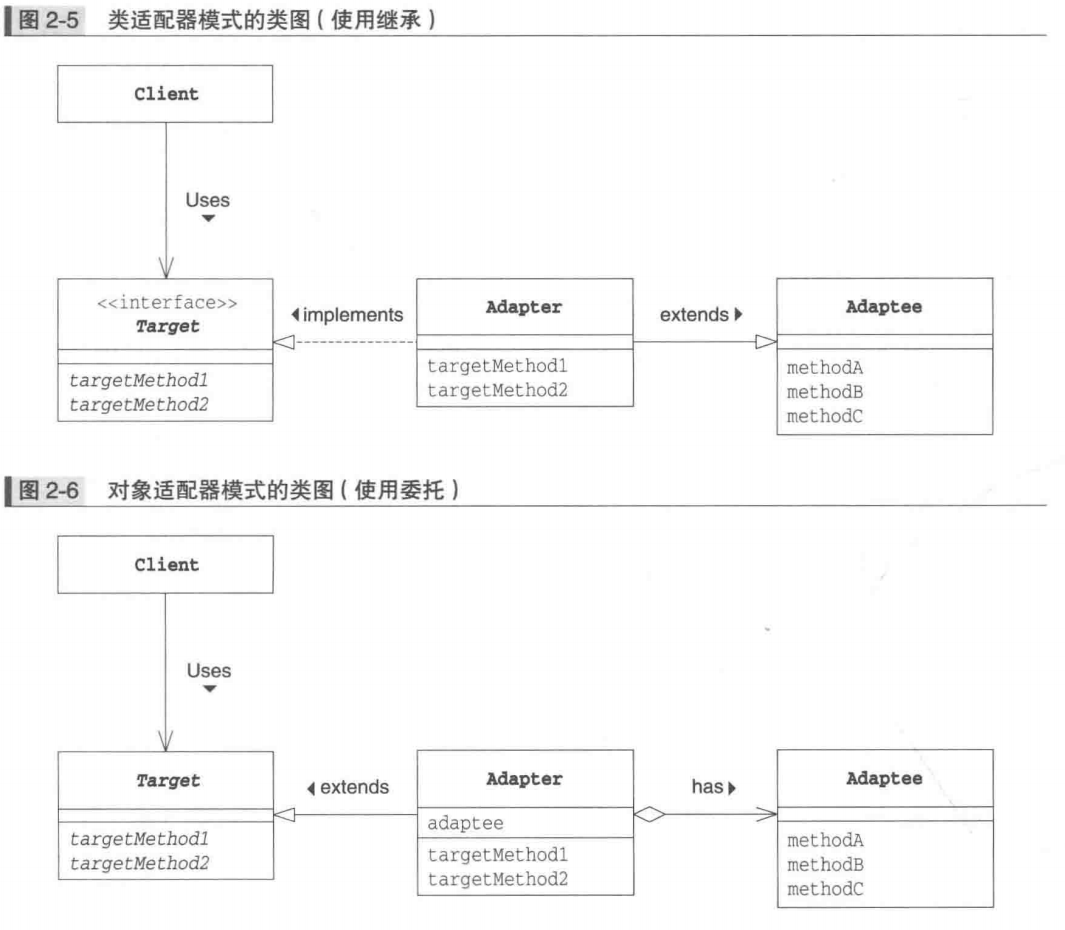 图 2-5 类适配器模式的类图(使用继承)
Client
Uses
<<interface>>
Target
targetMethod1
targetMethod2
implements
Adapter
targetMethod1
targetMethod2
extends
Adaptee
methodA
methodB
methodC
图 2-6 对象适配器模式的类图(使用委托)
Client
Uses
Target
targetMethod1
targetMethod2
extends
Adapter
adaptee
targetMethod1
targetMethod2
has
Adaptee
methodA
methodB
methodC